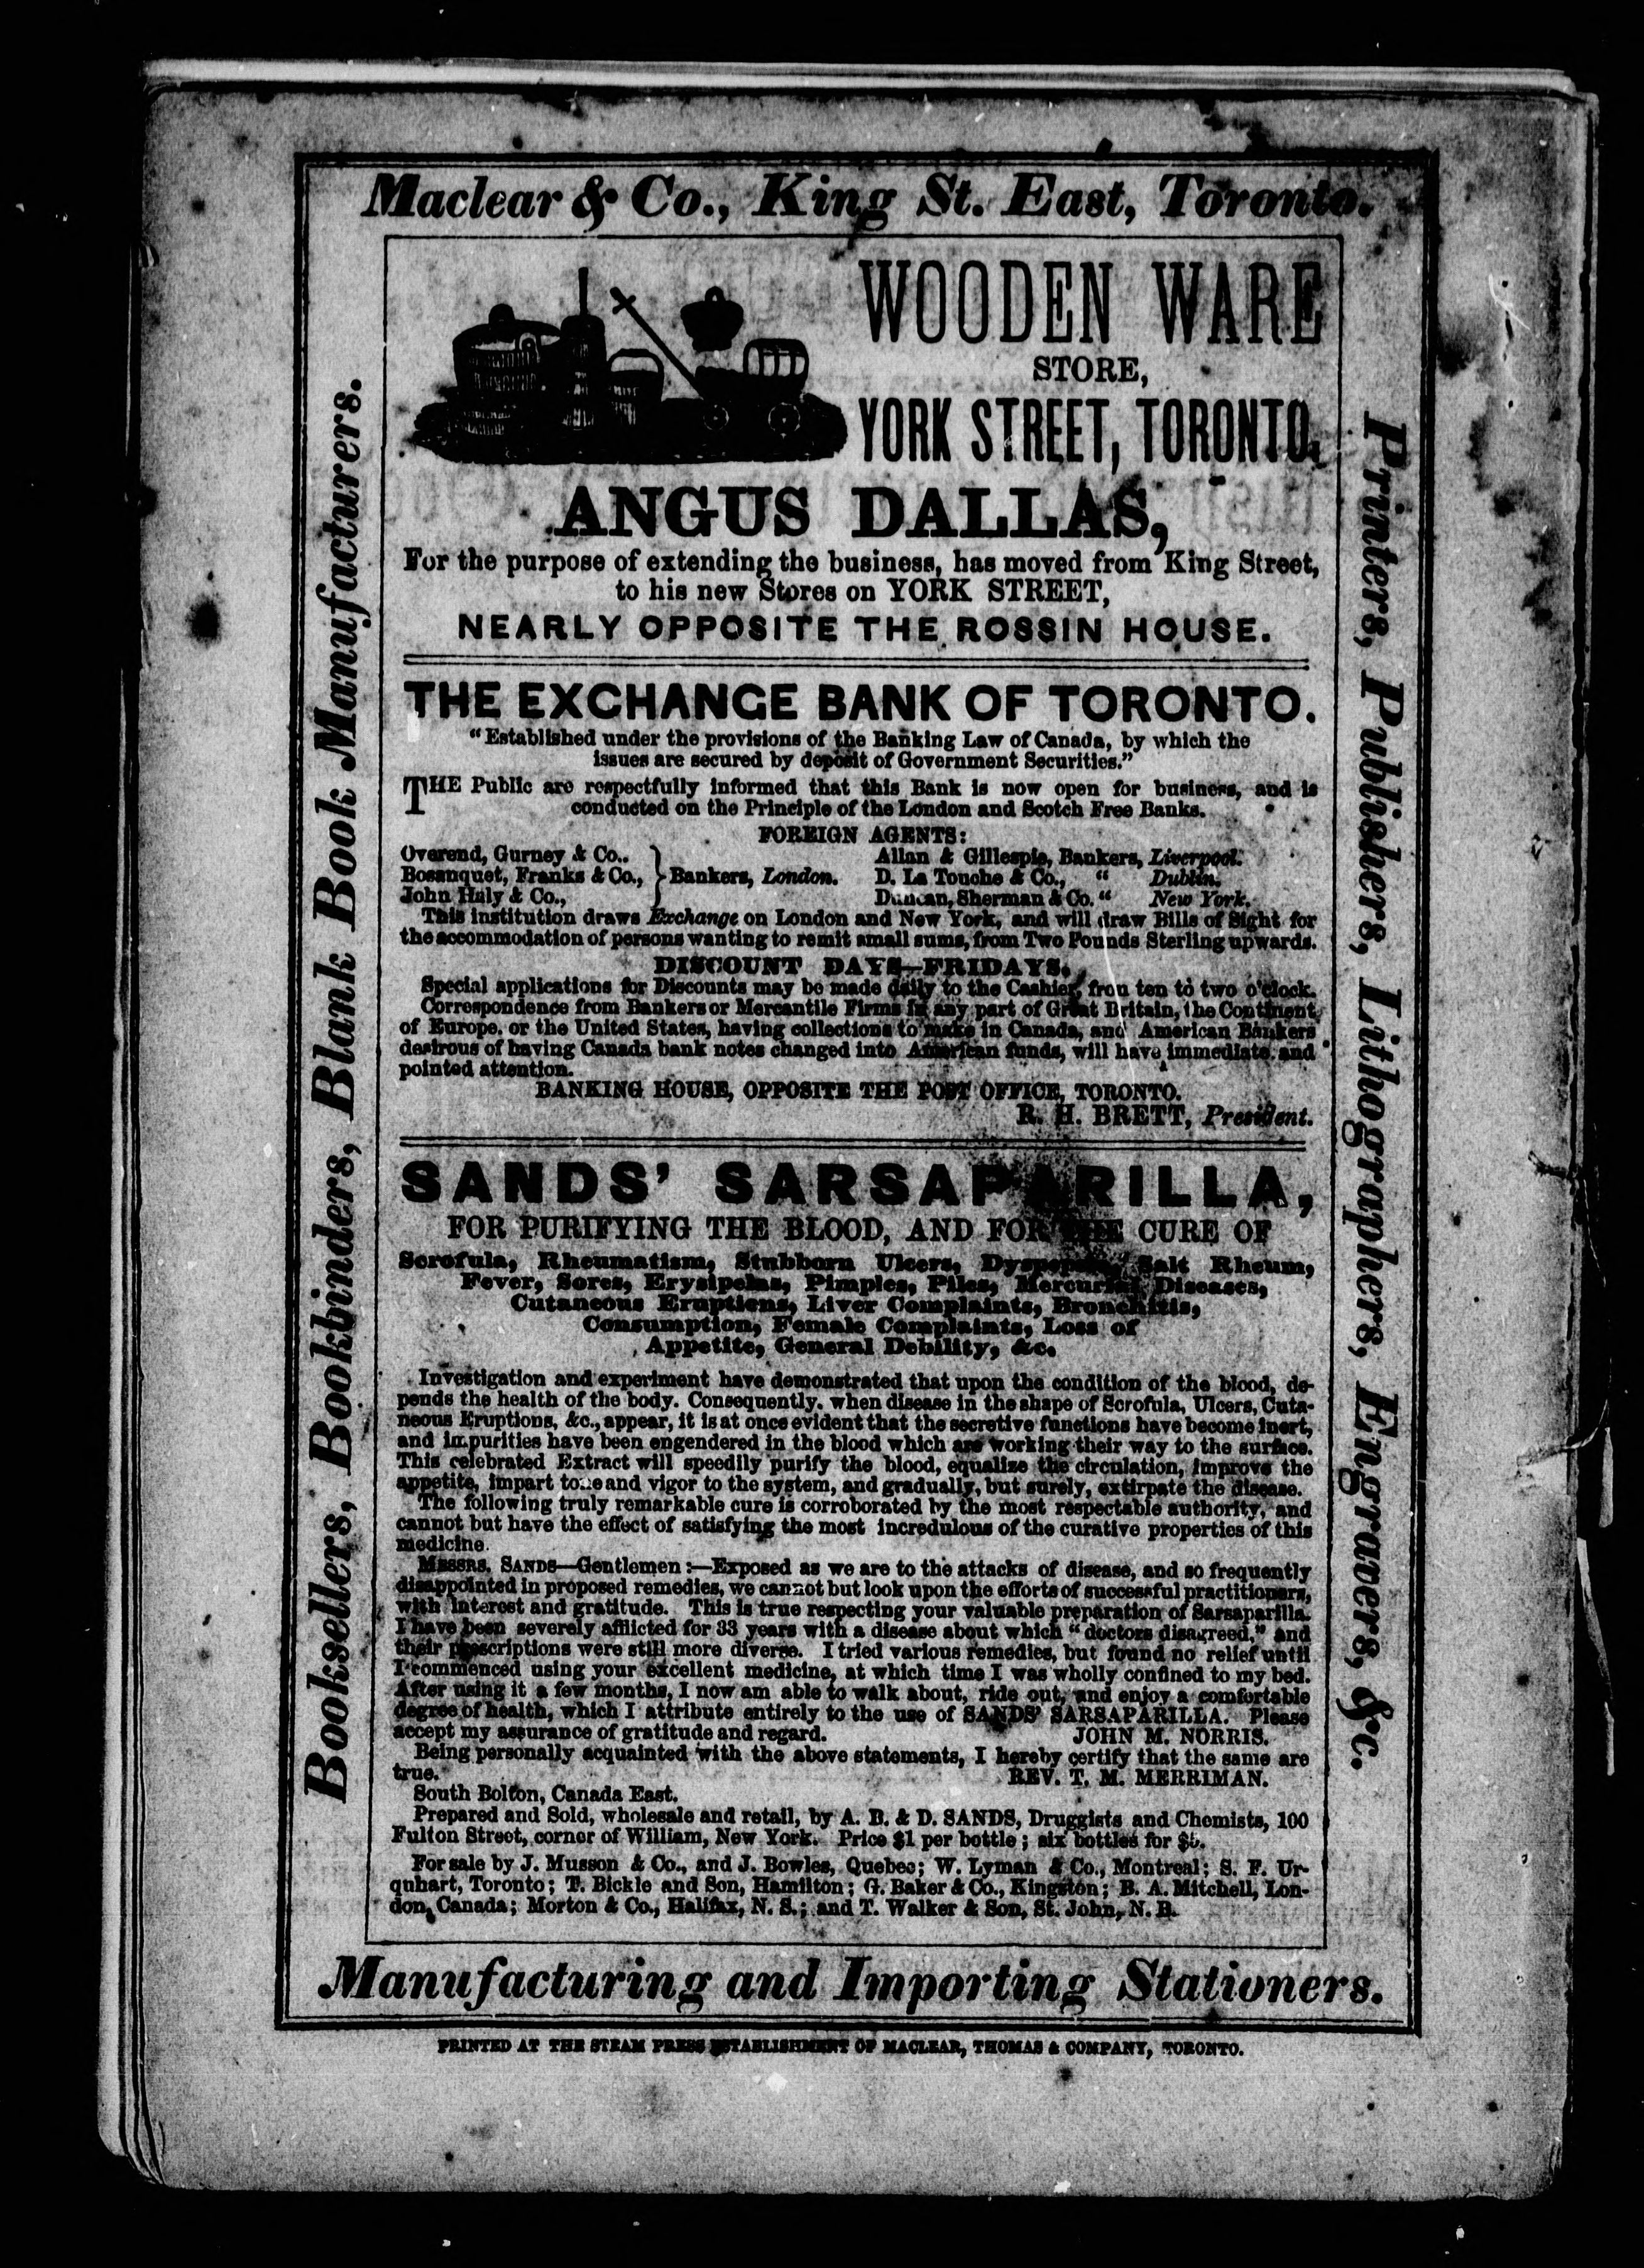 Maclear & Co., King St. East, Toronto.
Booksellers, Bookbinders, Blank Book Manufacturers.
Printers, Publishers, Lithographers, Engravers, &c.
WOODEN WARE
STORE,
YORK STREET, TORONTO.
ANGUS DALLAS,
For the purpose of extending the business, has moved from King Street,
to his new Stores on YORK STREET,
NEARLY OPPOSITE THE ROSSIN HOUSE.
THE EXCHANGE BANK OF TORONTO.
"Established under the provisions of the Banking Law of Canada, by which the
issues are secured by deposit of Government Securities."
THE Public are respectfully informed that this Bank is now open for business, and is
conducted on the Principle of the London and Scotch Free Banks.
FOREIGN AGENTS:
Overend, Gurney & Co.. Allan & Gillespie, Bankers, Liverpool.
Bosanquet, Franks & Co., } Bankers, London. D. La Touche & Co., " Dublin.
John Haly & Co., Duncan, Sherman & Co. " New York.
This institution draws Exchange on London and New York, and will draw Bills of Sight for
the accommodation of persons wanting to remit small sums, from Two Pounds Sterling upwards.
DISCOUNT DAYS—FRIDAYS.
Special applications for Discounts may be made daily to the Cashier, from ten to two o'clock.
Correspondence from Bankers or Mercantile Firms in any part of Great Britain, the Continent
of Europe, or the United States, having collections to make in Canada, and American Bankers
desirous of having Canada bank notes changed into American funds, will have immediate and
pointed attention.
BANKING HOUSE, OPPOSITE THE POST OFFICE, TORONTO.
R. H. BRETT, President.
SANDS' SARSAPARILLA,
FOR PURIFYING THE BLOOD, AND FOR THE CURE OF
Scrofula, Rheumatism, Stubborn Ulcers, Dyspepsia, Salt Rheum,
Fever, Sores, Erysipelas, Pimples, Piles, Mercurial Diseases,
Cutaneous Eruptions, Liver Complaints, Bronchitis,
Consumption, Female Complaints, Loss of
Appetite, General Debility, &c.
Investigation and experiment have demonstrated that upon the condition of the blood, de-
pends the health of the body. Consequently, when disease in the shape of Scrofula, Ulcers, Cuta-
neous Eruptions, &c., appear, it is at once evident that the secretive functions have become inert,
and impurities have been engendered in the blood which are working their way to the surface.
This celebrated Extract will speedily purify the blood, equalize the circulation, improve the
appetite, impart tone and vigor to the system, and gradually, but surely, extirpate the disease.
The following truly remarkable cure is corroborated by the most respectable authority, and
cannot but have the effect of satisfying the most incredulous of the curative properties of this
medicine.
MESSRS. SANDS—Gentlemen:—Exposed as we are to the attacks of disease, and so frequently
disappointed in proposed remedies, we cannot but look upon the efforts of successful practitioners,
with interest and gratitude. This is true respecting your valuable preparation of Sarsaparilla.
I have been severely afflicted for 33 years with a disease about which "doctors disagreed," and
their prescriptions were still more diverse. I tried various remedies, but found no relief until
I commenced using your excellent medicine, at which time I was wholly confined to my bed.
After using it a few months, I now am able to walk about, ride out, and enjoy a comfortable
degree of health, which I attribute entirely to the use of SANDS' SARSAPARILLA. Please
accept my assurance of gratitude and regard. JOHN M. NORRIS.
Being personally acquainted with the above statements, I hereby certify that the same are
true. REV. T. M. MERRIMAN.
South Bolton, Canada East.
Prepared and Sold, wholesale and retail, by A. B. & D. SANDS, Druggists and Chemists, 100
Fulton Street, corner of William, New York. Price $1 per bottle; six bottles for $5.
For sale by J. Musson & Co., and J. Bowles, Quebec; W. Lyman & Co., Montreal; S. F. Ur-
quhart, Toronto; T. Bickle and Son, Hamilton; G. Baker & Co., Kingston; B. A. Mitchell, Lon-
don, Canada; Morton & Co., Halifax, N. S.; and T. Walker & Son, St. John, N. B.
Manufacturing and Importing Stationers.
PRINTED AT THE STEAM PRESS ESTABLISHMENT OF MACLEAR, THOMAS & COMPANY, TORONTO.